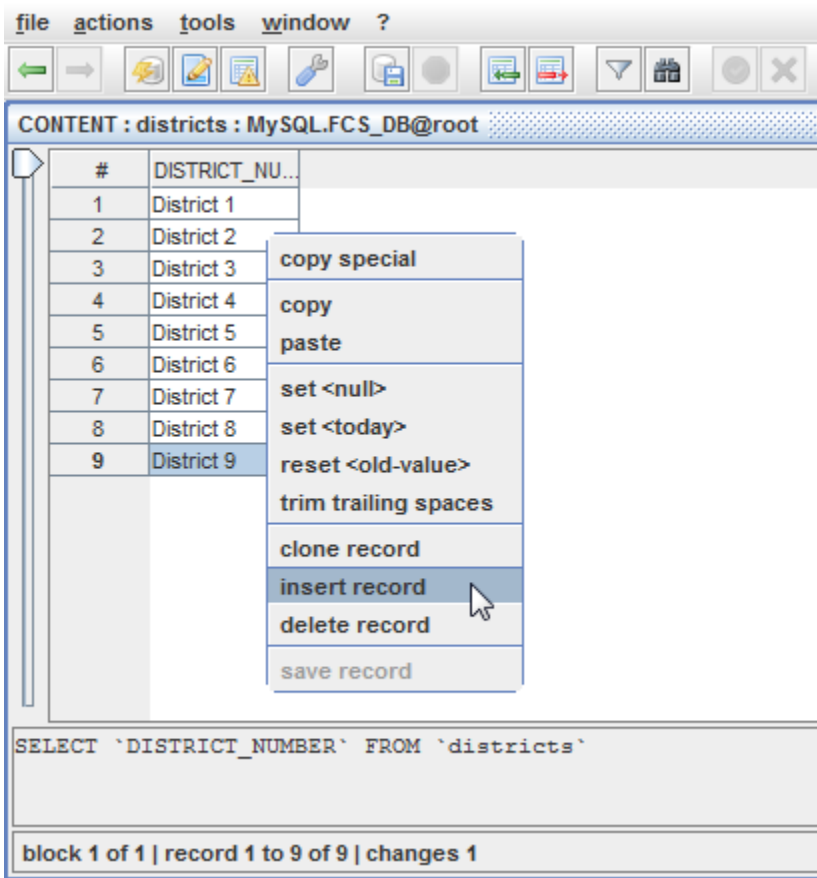 file actions tools window ?
CONTENT : districts : MySQL.FCS_DB@root
# DISTRICT_NU...
1 District 1
2 District 2
3 District 3
4 District 4
5 District 5
6 District 6
7 District 7
8 District 8
9 District 9
copy special
copy
paste
set <null>
set <today>
reset <old-value>
trim trailing spaces
clone record
insert record
delete record
save record
SELECT `DISTRICT_NUMBER` FROM `districts`
block 1 of 1 | record 1 to 9 of 9 | changes 1